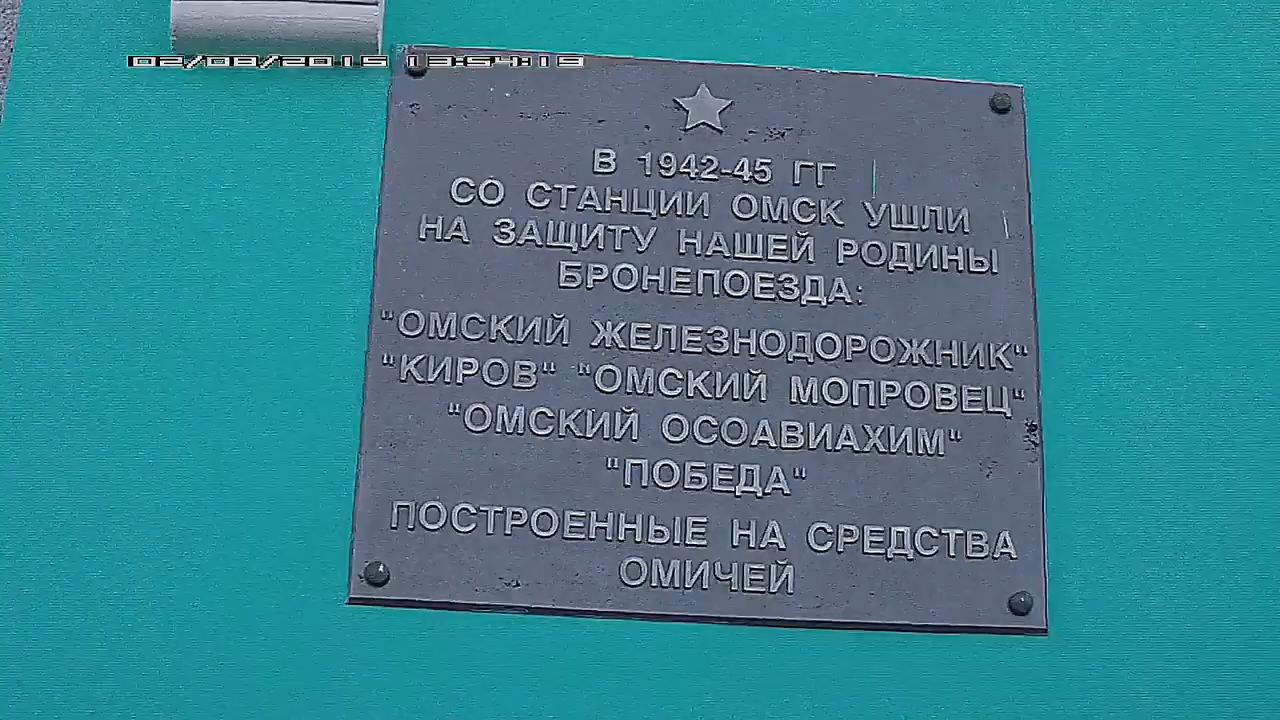 02/08/2015 13:54:19
В 1942-45 ГГ
СО СТАНЦИИ ОМСК УШЛИ
НА ЗАЩИТУ НАШЕЙ РОДИНЫ
БРОНЕПОЕЗДА:
"ОМСКИЙ ЖЕЛЕЗНОДОРОЖНИК"
"КИРОВ" "ОМСКИЙ МОПРОВЕЦ"
"ОМСКИЙ ОСОАВИАХИМ"
"ПОБЕДА"
ПОСТРОЕННЫЕ НА СРЕДСТВА
ОМИЧЕЙ